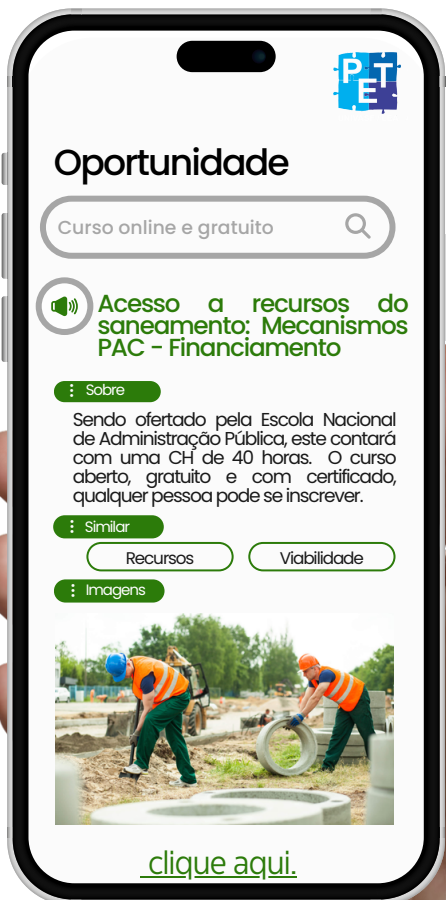 PTE
Oportunidade
Curso online e gratuito
Acesso a recursos do
saneamento: Mecanismos
PAC - Financiamento
Sobre
Sendo ofertado pela Escola Nacional
de Administração Pública, este contará
com uma CH de 40 horas. O curso
aberto, gratuito e com certificado,
qualquer pessoa pode se inscrever.
Similar
Recursos Viabilidade
Imagens
clique aqui.